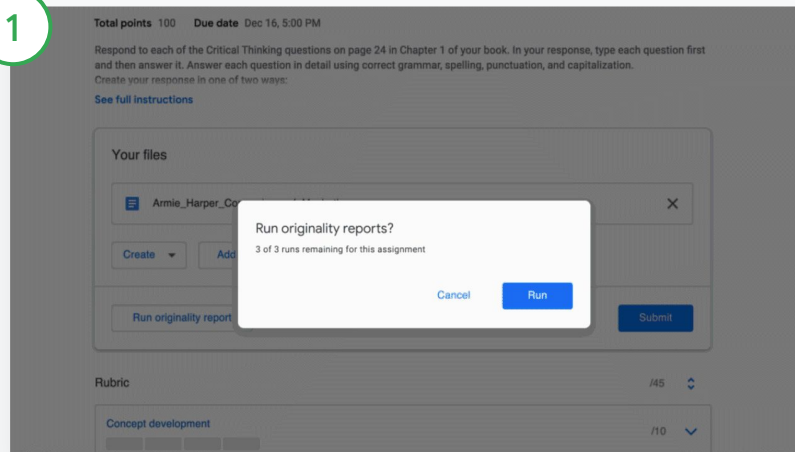 1
Total points 100 Due date Dec 16, 5:00 PM
Respond to each of the Critical Thinking questions on page 24 in Chapter 1 of your book. In your response, type each question first
and then answer it. Answer each question in detail using correct grammar, spelling, punctuation, and capitalization.
Create your response in one of two ways:
See full instructions
Your files
Armie_Harper_Co
Run originality reports?
3 of 3 runs remaining for this assignment
Create Add
Cancel Run
Run originality report
Submit
Rubric /45
Concept development /10